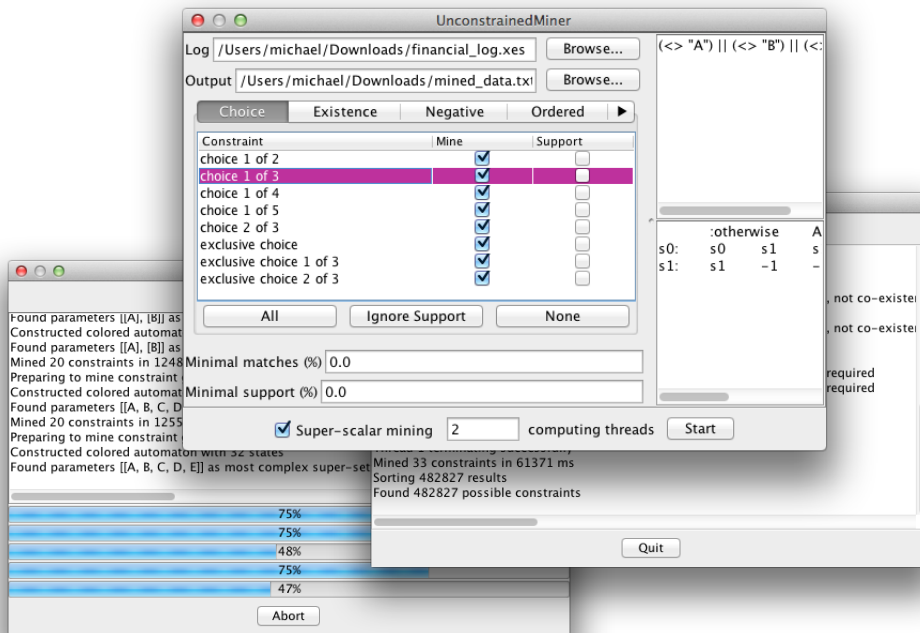 UnconstrainedMiner
Log /Users/michael/Downloads/financial_log.xes Browse...
Output /Users/michael/Downloads/mined_data.txt Browse...
Choice Existence Negative Ordered
Constraint Mine Support
choice 1 of 2
choice 1 of 3
choice 1 of 4
choice 1 of 5
choice 2 of 3
exclusive choice
exclusive choice 1 of 3
exclusive choice 2 of 3
All Ignore Support None
Minimal matches (%) 0.0
Minimal support (%) 0.0
Super-scalar mining 2 computing threads Start
(<> "A") || (<> "B") || (<:
:otherwise A
s0: s0 s1 s
s1: s1 -1 -
Found parameters [[A], [B]] as
Constructed colored automat
Found parameters [[A], [B]] as
Mined 20 constraints in 1248
Preparing to mine constraint
Constructed colored automat
Found parameters [[A, B, C, D
Mined 20 constraints in 1255
Preparing to mine constraint
Constructed colored automaton with 32 states
Found parameters [[A, B, C, D, E]] as most complex super-set
75%
75%
48%
75%
47%
Abort
, not co-existe
, not co-existe
required
required
Thread 1 terminating successfully
Mined 33 constraints in 61371 ms
Sorting 482827 results
Found 482827 possible constraints
Quit